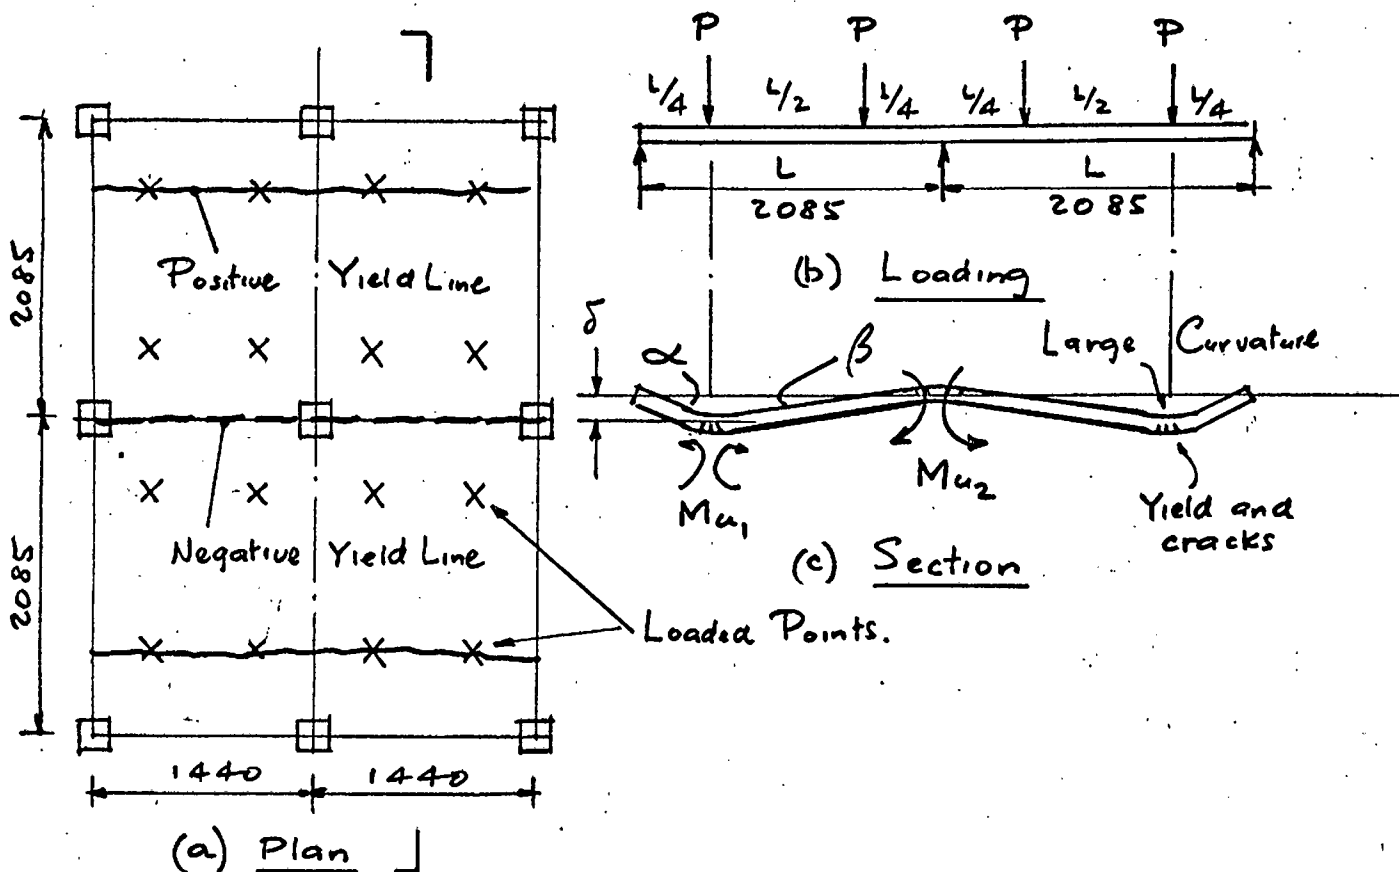 2085
2085
Positive Yield Line
Negative Yield Line
1440 1440
(a) Plan
P P P P
L/4 L/2 L/4 L/4 L/2 L/4
L L
2085 2085
(b) Loading
δ
α β
Large Curvature
Mu1 Mu2
Yield and
cracks
(c) Section
Loaded Points.